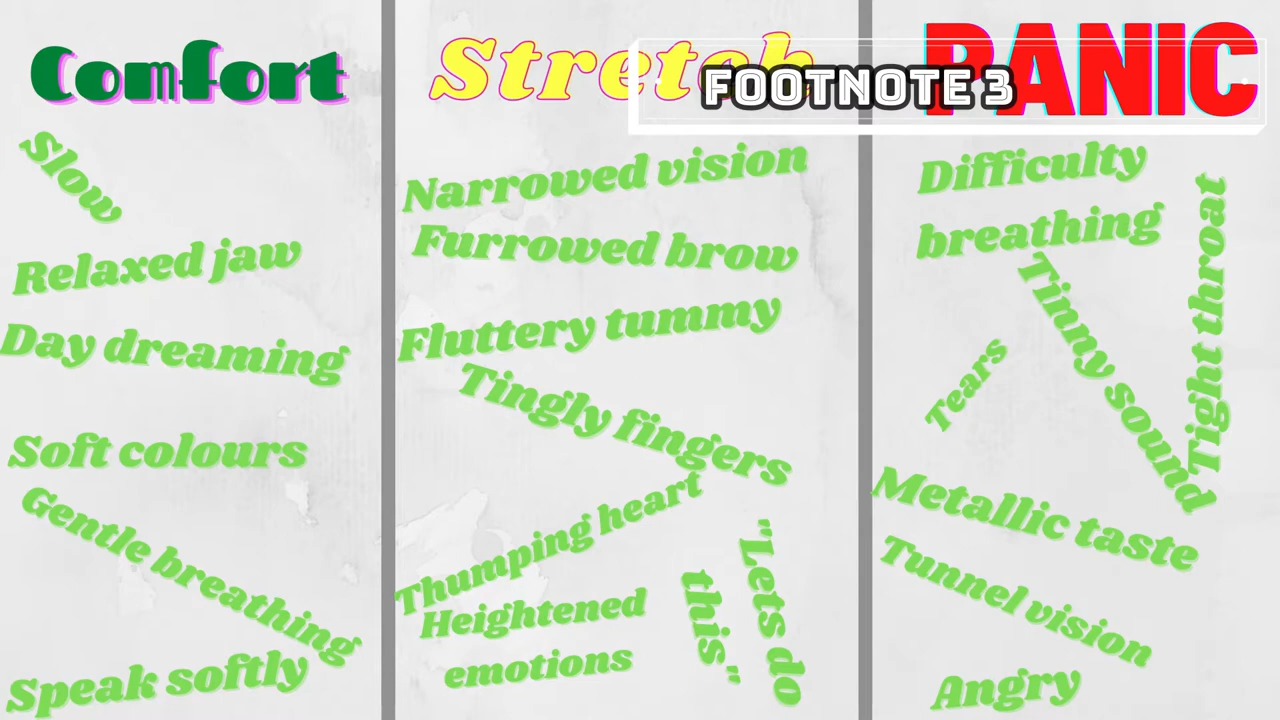 Comfort
Slow
Relaxed jaw
Day dreaming
Soft colours
Gentle breathing
Speak softly
Stretch
Narrowed vision
Furrowed brow
Fluttery tummy
Tingly fingers
Thumping heart
Heightened
emotions
"Lets do
this"
PANIC
FOOTNOTE 3
Difficulty
breathing
Tight throat
Tinny sound
Tears
Metallic taste
Tunnel vision
Angry